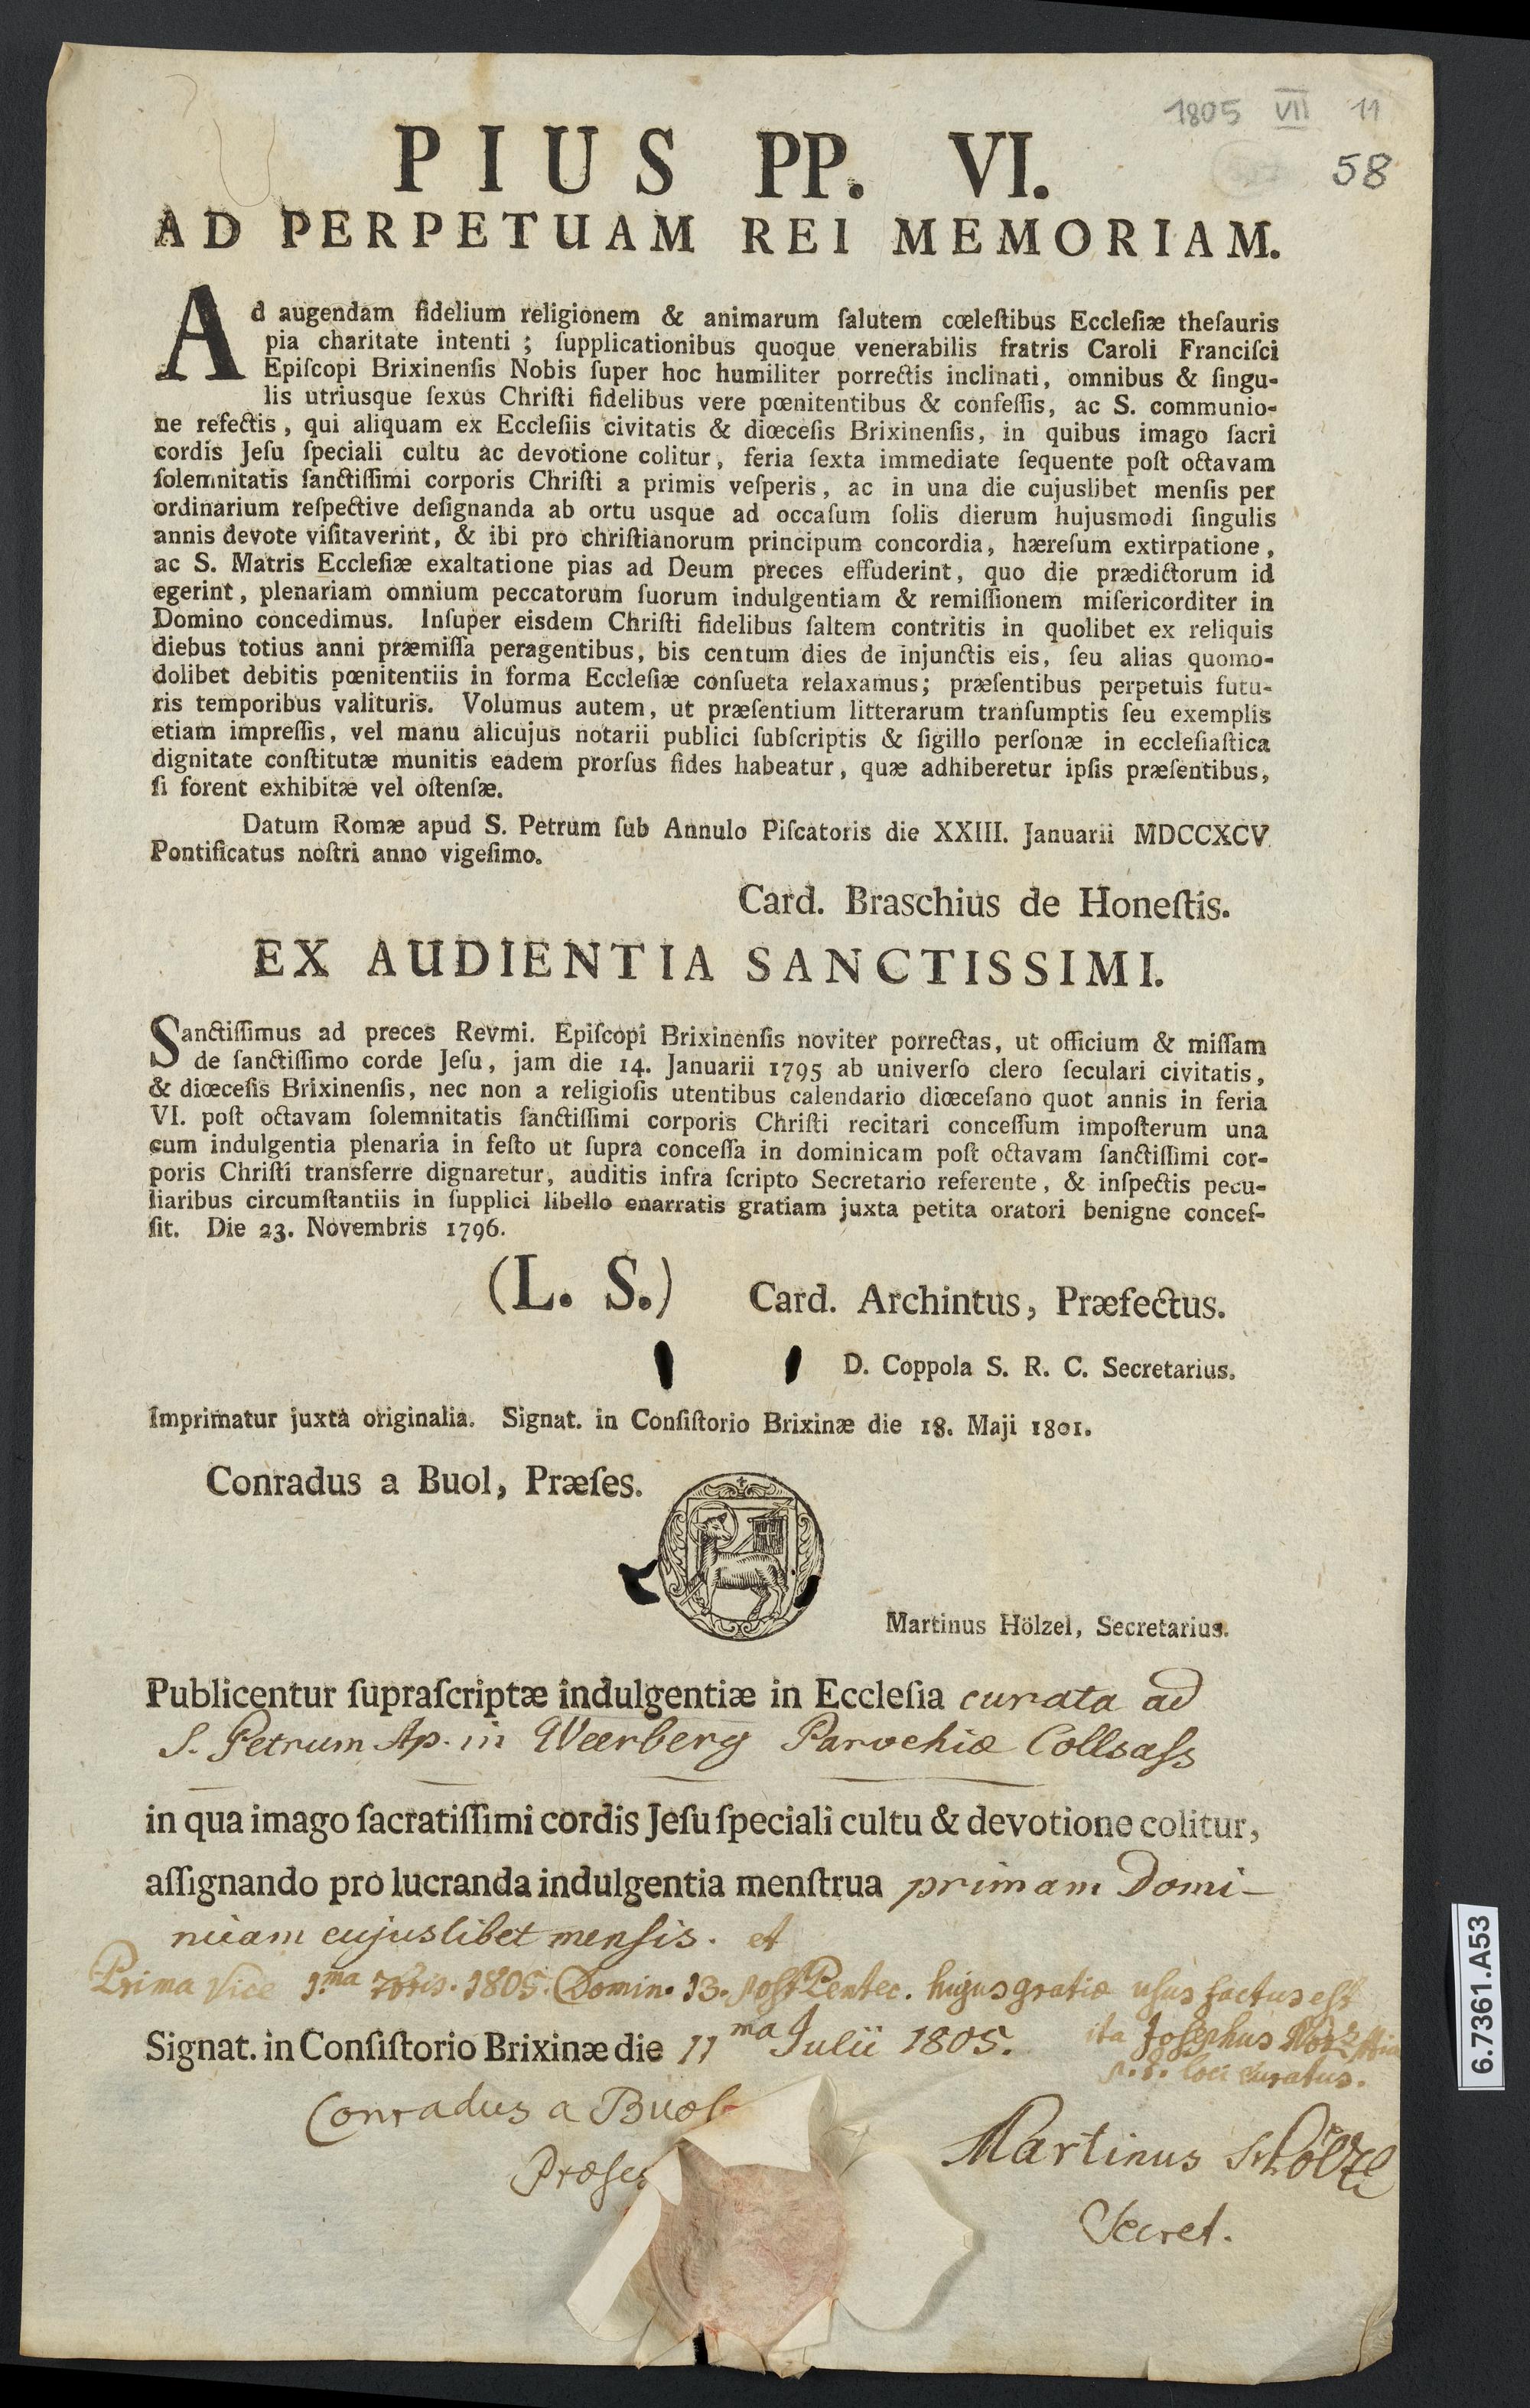 1805 VII 11
58
PIUS PP. VI.
AD PERPETUAM REI MEMORIAM.
Ad augendam fidelium religionem & animarum ſalutem cœleſtibus Eccleſiæ theſauris
pia charitate intenti ; ſupplicationibus quoque venerabilis fratris Caroli Franciſci
Epiſcopi Brixinenſis Nobis ſuper hoc humiliter porrectis inclinati, omnibus & ſingu-
lis utriusque ſexus Chriſti fidelibus vere pœnitentibus & confeſſis, ac S. communio-
ne refectis, qui aliquam ex Eccleſiis civitatis & diœceſis Brixinenſis, in quibus imago ſacri
cordis Jeſu ſpeciali cultu ac devotione colitur, feria ſexta immediate ſequente poſt octavam
ſolemnitatis ſanctiſſimi corporis Chriſti a primis veſperis, ac in una die cujuslibet menſis per
ordinarium reſpective deſignanda ab ortu usque ad occaſum ſolis dierum hujusmodi ſingulis
annis devote viſitaverint, & ibi pro chriſtianorum principum concordia, hæreſum extirpatione,
ac S. Matris Eccleſiæ exaltatione pias ad Deum preces effuderint, quo die prædictorum id
egerint, plenariam omnium peccatorum ſuorum indulgentiam & remiſſionem miſericorditer in
Domino concedimus. Inſuper eisdem Chriſti fidelibus ſaltem contritis in quolibet ex reliquis
diebus totius anni præmiſſa peragentibus, bis centum dies de injunctis eis, ſeu alias quomo-
dolibet debitis pœnitentiis in forma Eccleſiæ conſueta relaxamus; præſentibus perpetuis futu-
ris temporibus valituris. Volumus autem, ut præſentium litterarum tranſumptis ſeu exemplis
etiam impreſſis, vel manu alicujus notarii publici ſubſcriptis & ſigillo perſonæ in eccleſiaſtica
dignitate conſtitutæ munitis eadem prorſus fides habeatur, quæ adhiberetur ipſis præſentibus,
ſi forent exhibitæ vel oſtenſæ.
Datum Romæ apud S. Petrum ſub Annulo Piſcatoris die XXIII. Januarii MDCCXCV
Pontificatus noſtri anno vigeſimo.
Card. Braschius de Honeſtis.
EX AUDIENTIA SANCTISSIMI.
Sanctiſſimus ad preces Revmi. Epiſcopi Brixinenſis noviter porrectas, ut officium & miſſam
de ſanctiſſimo corde Jeſu, jam die 14. Januarii 1795 ab univerſo clero ſeculari civitatis,
& diœceſis Brixinenſis, nec non a religioſis utentibus calendario diœceſano quot annis in feria
VI. poſt octavam ſolemnitatis ſanctiſſimi corporis Chriſti recitari conceſſum impoſterum una
cum indulgentia plenaria in feſto ut ſupra conceſſa in dominicam poſt octavam ſanctiſſimi cor-
poris Chriſti transferre dignaretur, auditis infra ſcripto Secretario referente, & inſpectis pecu-
liaribus circumſtantiis in ſupplici libello enarratis gratiam juxta petita oratori benigne conceſ-
ſit. Die 23. Novembris 1796.
(L. S.) Card. Archintus, Præfectus.
D. Coppola S. R. C. Secretarius.
Imprimatur juxta originalia. Signat. in Conſiſtorio Brixinæ die 18. Maji 1801.
Conradus a Buol, Præſes.
Martinus Hölzel, Secretarius.
Publicentur ſupraſcriptæ indulgentiæ in Eccleſia curata ad
S. Petrum Ap. in Weerberg Parochiæ Collsaſs
in qua imago ſacratiſſimi cordis Jeſu ſpeciali cultu & devotione colitur,
aſſignando pro lucranda indulgentia menſtrua primam Domi-
nicam cujuslibet menſis. et
Prima Vice 1ma 7bris. 1805. Domin. 13. poſt Pentec. hujus gratiæ uſus factus eſt
ita Joſephus
Signat. in Conſiſtorio Brixinæ die 11ma Julii 1805.
p. t. loci curatus.
Conradus a Buol
Præſes
Martinus Hölzl
Secret.
6.7361.A53